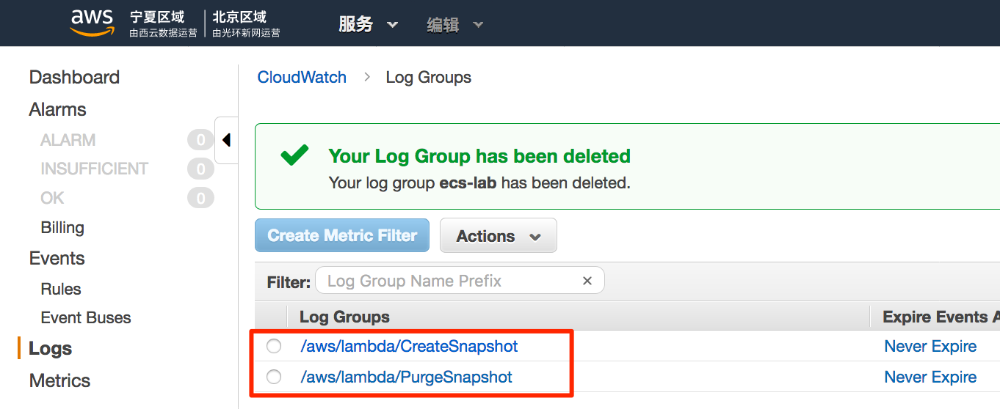 aws 宁夏区域 北京区域 服务 编辑
由西云数据运营 由光环新网运营
Dashboard
CloudWatch > Log Groups
Alarms
ALARM 0
INSUFFICIENT 0
OK 0
Billing
Events
Rules
Event Buses
Logs
Metrics
Your Log Group has been deleted
Your log group ecs-lab has been deleted.
Create Metric Filter Actions
Filter: Log Group Name Prefix ×
Log Groups Expire Events A
/aws/lambda/CreateSnapshot Never Expire
/aws/lambda/PurgeSnapshot Never Expire